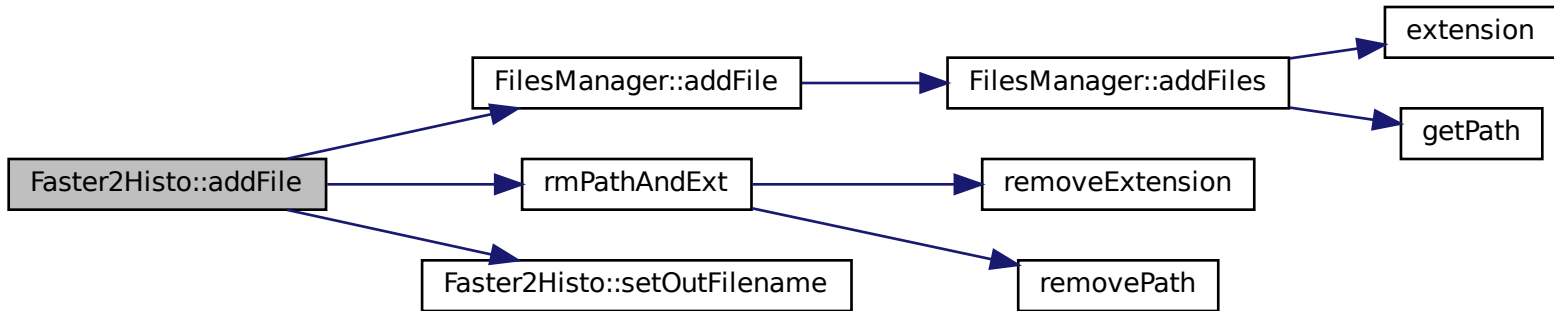 extension
FilesManager::addFile
FilesManager::addFiles
getPath
Faster2Histo::addFile
rmPathAndExt
removeExtension
Faster2Histo::setOutFilename
removePath